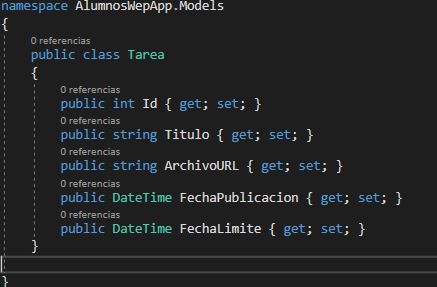 namespace AlumnosWepApp.Models
{
0 referencias
public class Tarea
{
0 referencias
public int Id { get; set; }
0 referencias
public string Titulo { get; set; }
0 referencias
public string ArchivoURL { get; set; }
0 referencias
public DateTime FechaPublicacion { get; set; }
0 referencias
public DateTime FechaLimite { get; set; }
}
}